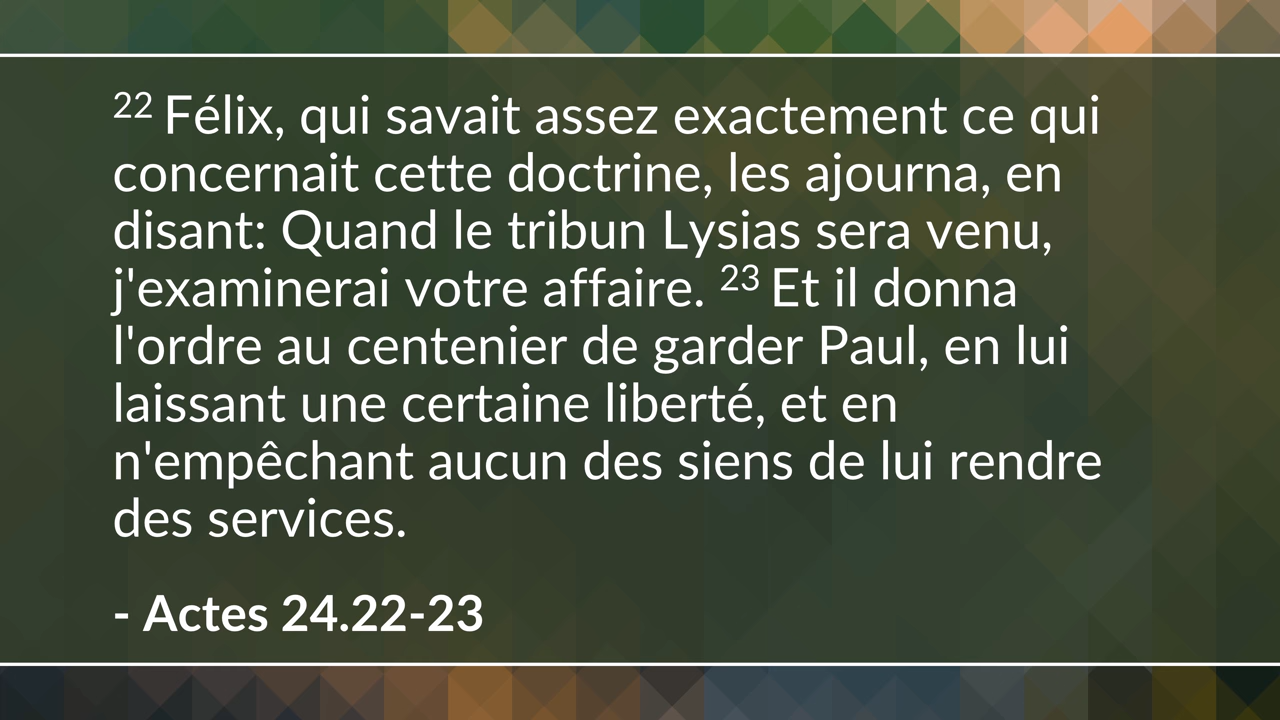 22 Félix, qui savait assez exactement ce qui
concernait cette doctrine, les ajourna, en
disant: Quand le tribun Lysias sera venu,
j'examinerai votre affaire. 23 Et il donna
l'ordre au centenier de garder Paul, en lui
laissant une certaine liberté, et en
n'empêchant aucun des siens de lui rendre
des services.
- Actes 24.22-23